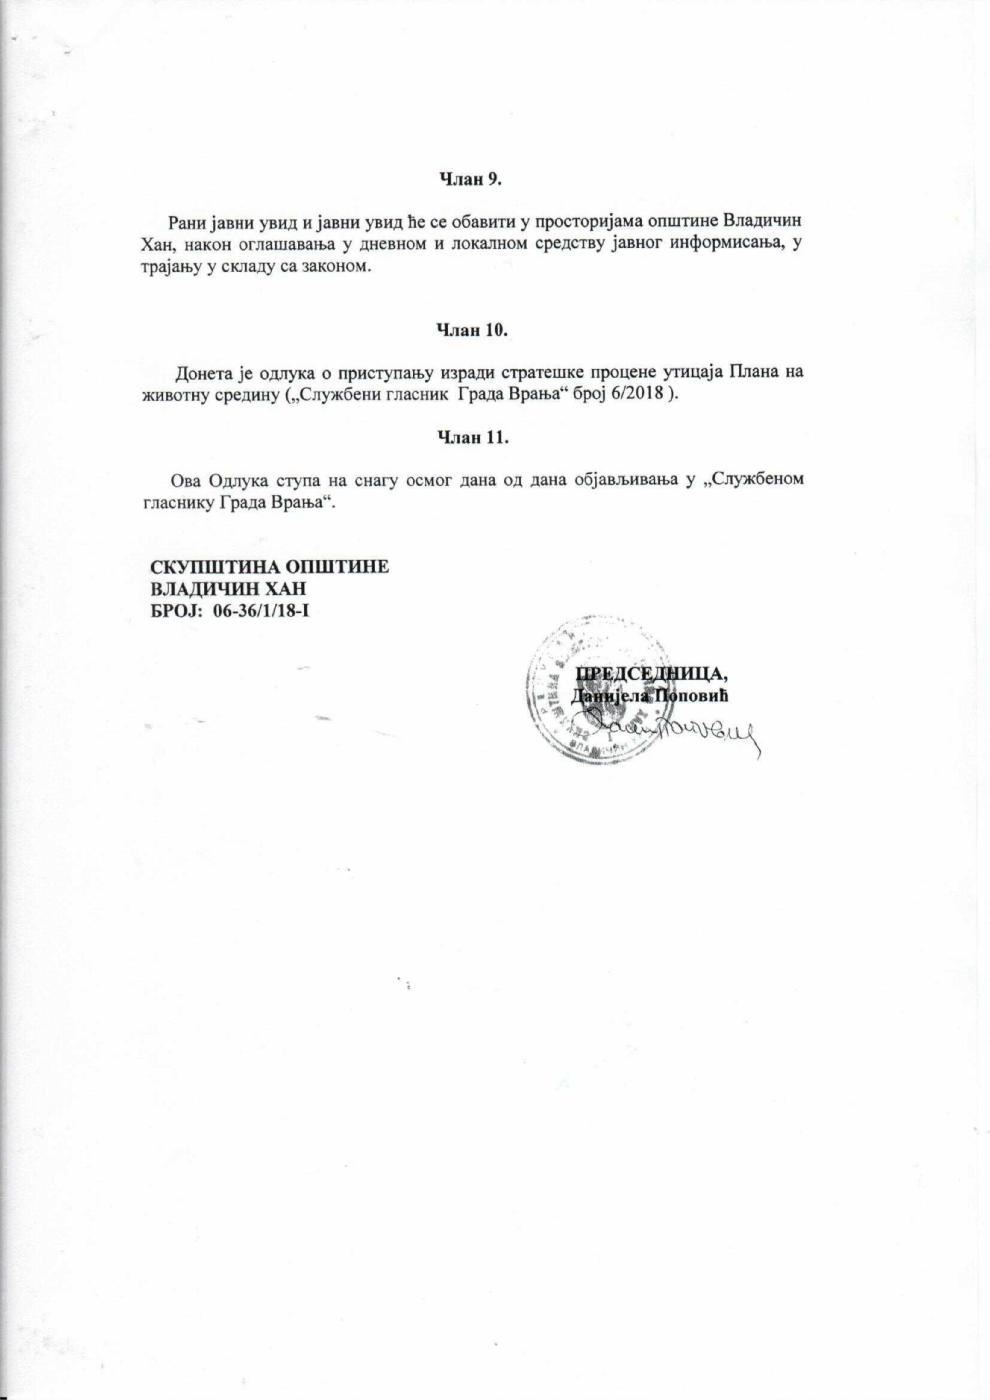 Члан 9.
Рани јавни увид и јавни увид ће се обавити у просторијама општине Владичин
Хан, након оглашавања у дневном и локалном средству јавног информисања, у
трајању у складу са законом.
Члан 10.
Донета је одлука о приступању изради стратешке процене утицаја Плана на
животну средину („Службени гласник Града Врања“ број 6/2018 ).
Члан 11.
Ова Одлука ступа на снагу осмог дана од дана објављивања у „Службеном
гласнику Града Врања“.
СКУПШТИНА ОПШТИНЕ
ВЛАДИЧИН ХАН
БРОЈ: 06-36/1/18-I
ПРЕДСЕДНИЦА,
Данијела Поповић